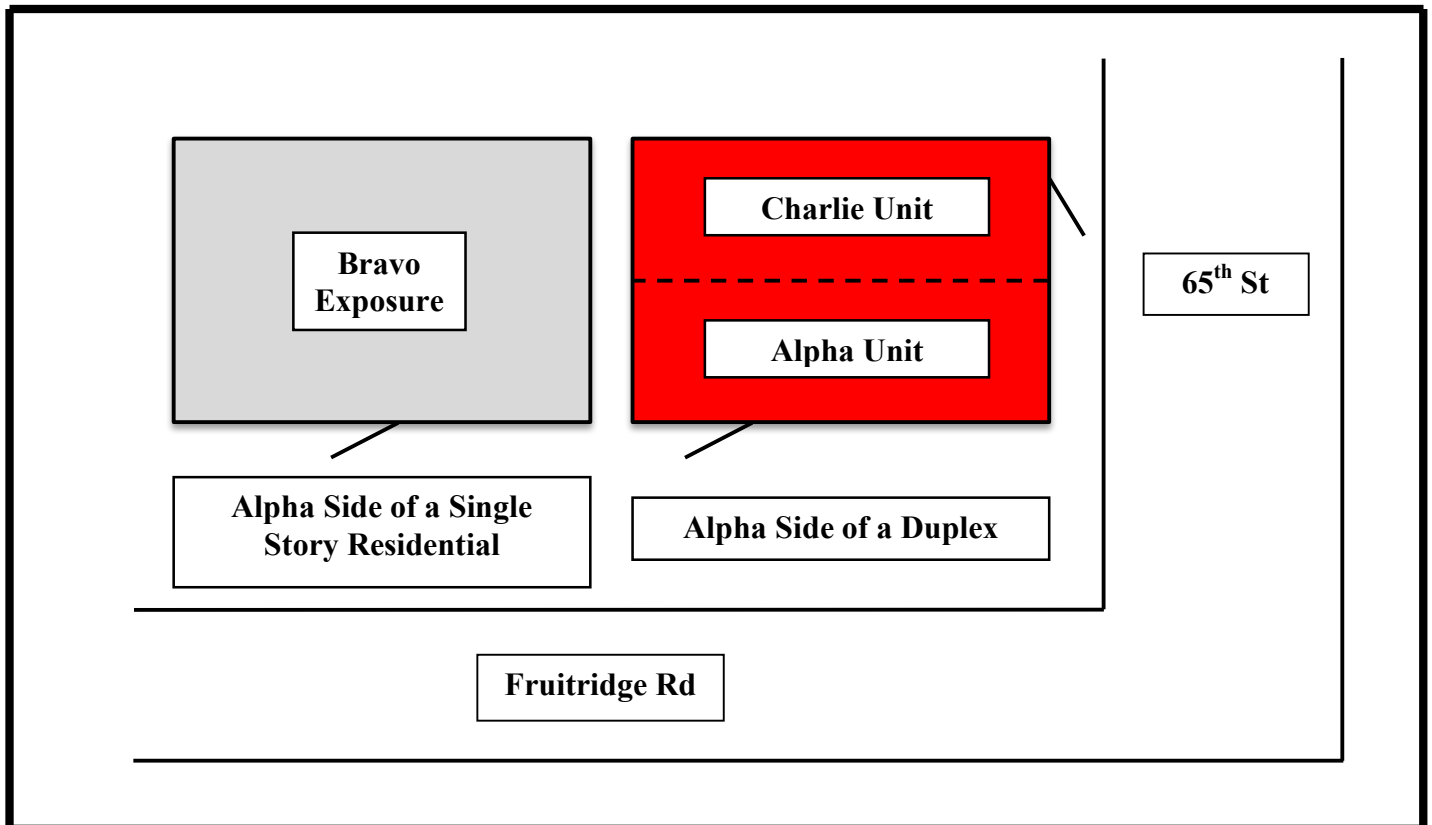 Charlie Unit
Bravo
Exposure
65th St
Alpha Unit
Alpha Side of a Single
Story Residential
Alpha Side of a Duplex
Fruitridge Rd